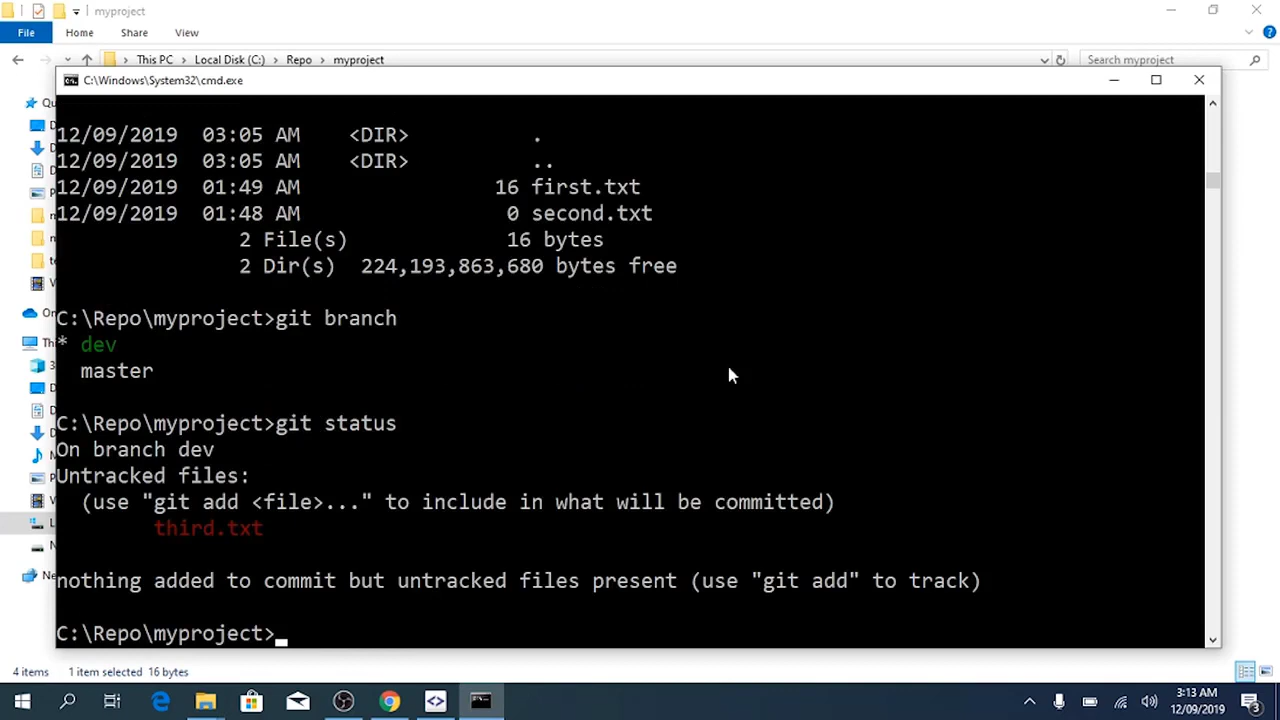 myproject
File Home Share View
This PC Local Disk (C:) Repo myproject Search myproject
C:\Windows\System32\cmd.exe
12/09/2019 03:05 AM <DIR> .
12/09/2019 03:05 AM <DIR> ..
12/09/2019 01:49 AM 16 first.txt
12/09/2019 01:48 AM 0 second.txt
2 File(s) 16 bytes
2 Dir(s) 224,193,863,680 bytes free
C:\Repo\myproject>git branch
* dev
master
C:\Repo\myproject>git status
On branch dev
Untracked files:
(use "git add <file>..." to include in what will be committed)
third.txt
nothing added to commit but untracked files present (use "git add" to track)
C:\Repo\myproject>
4 items 1 item selected 16 bytes
3:13 AM
12/09/2019
3